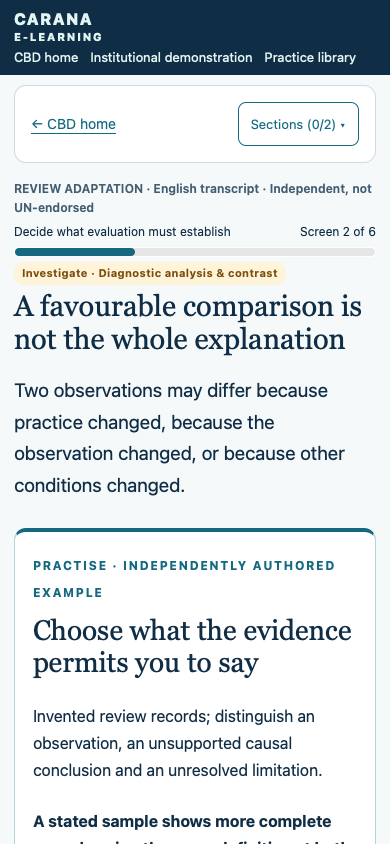 CARANA
E-LEARNING
CBD home Institutional demonstration Practice library
← CBD home
Sections (0/2) ▾
REVIEW ADAPTATION · English transcript · Independent, not
UN-endorsed
Decide what evaluation must establish Screen 2 of 6
Investigate · Diagnostic analysis & contrast
A favourable comparison is
not the whole explanation
Two observations may differ because
practice changed, because the
observation changed, or because other
conditions changed.
PRACTISE · INDEPENDENTLY AUTHORED
EXAMPLE
Choose what the evidence
permits you to say
Invented review records; distinguish an
observation, an unsupported causal
conclusion and an unresolved limitation.
A stated sample shows more complete